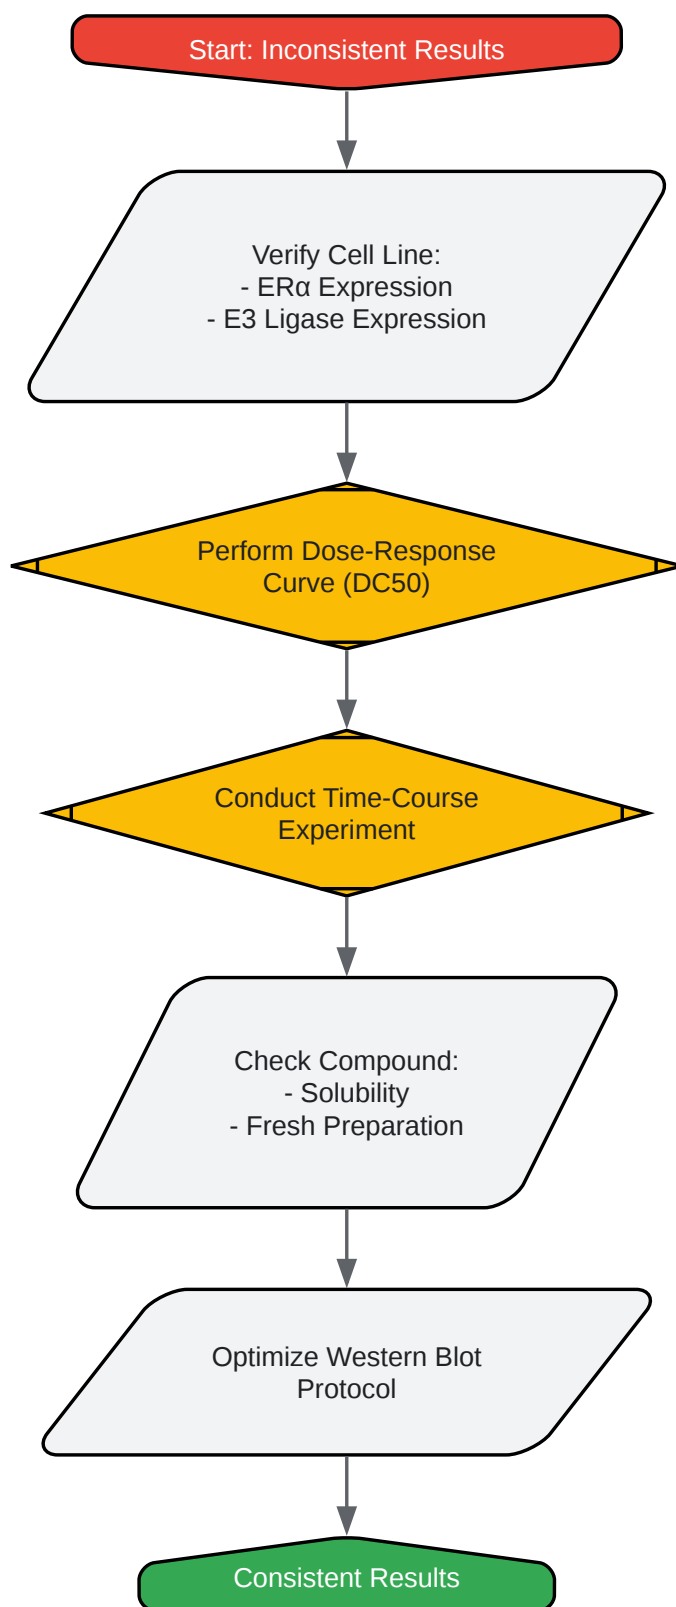 Start: Inconsistent Results
Verify Cell Line:
- ERα Expression
- E3 Ligase Expression
Perform Dose-Response
Curve (DC50)
Conduct Time-Course
Experiment
Check Compound:
- Solubility
- Fresh Preparation
Optimize Western Blot
Protocol
Consistent Results